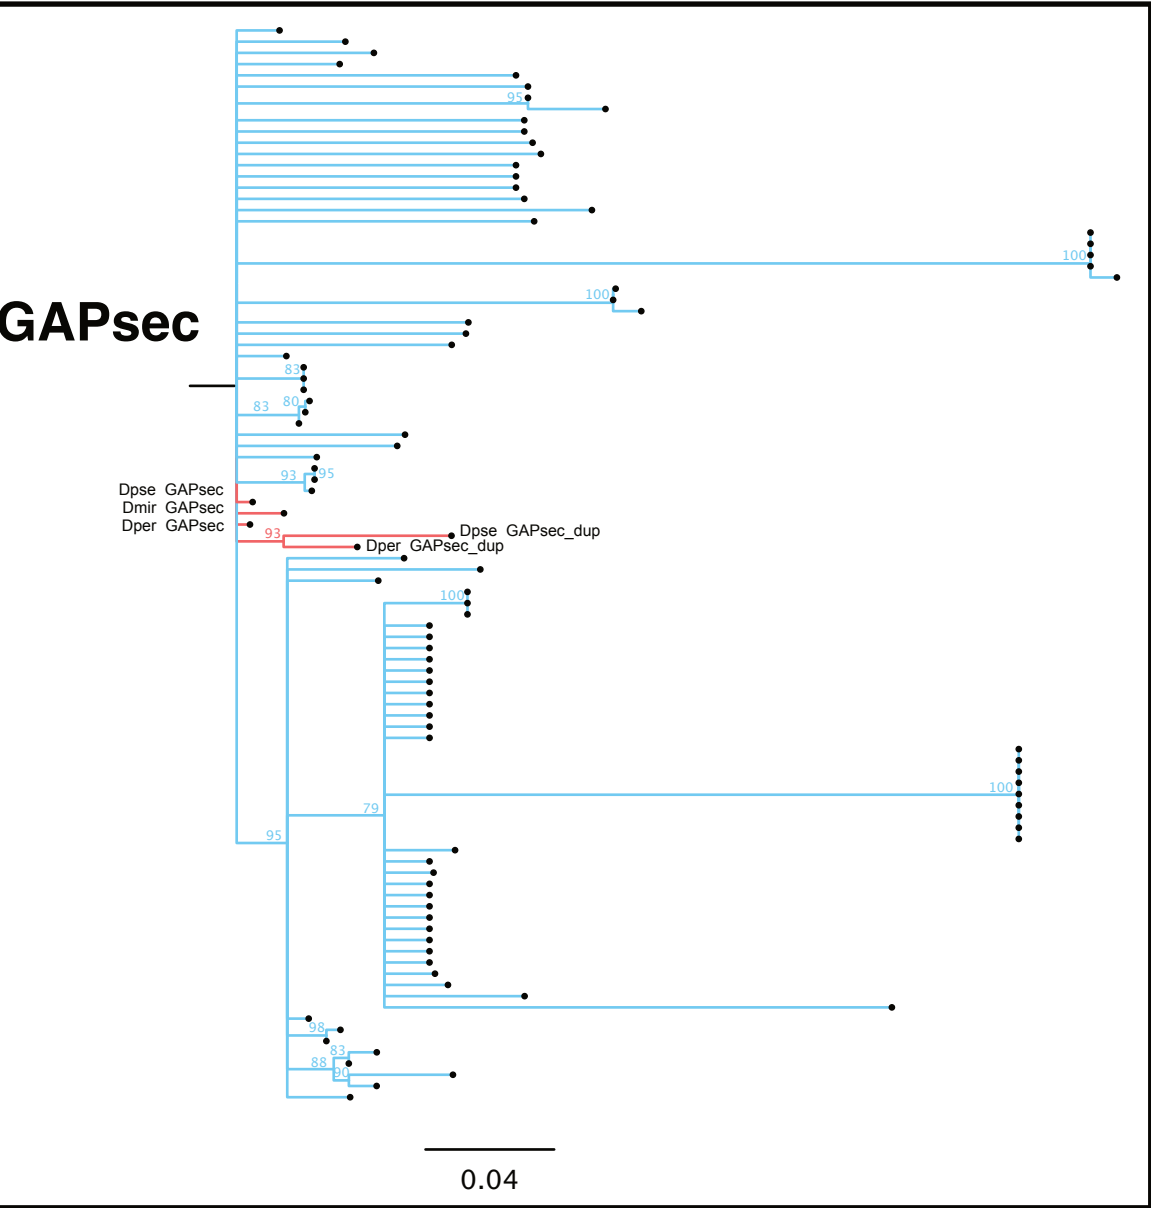 95
100
100
GAPsec
83
83 80
93 95
Dpse GAPsec
Dmir GAPsec
Dper GAPsec
93 Dpse GAPsec_dup
Dper GAPsec_dup
100
100
79
95
98
83
88
90
0.04